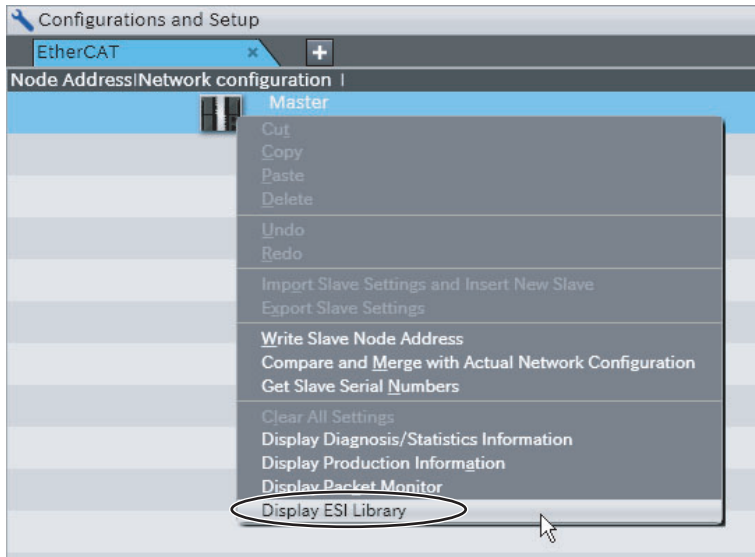 Configurations and Setup
EtherCAT × +
Node Address|Network configuration |
Master
Cut
Copy
Paste
Delete
Undo
Redo
Import Slave Settings and Insert New Slave
Export Slave Settings
Write Slave Node Address
Compare and Merge with Actual Network Configuration
Get Slave Serial Numbers
Clear All Settings
Display Diagnosis/Statistics Information
Display Production Information
Display Packet Monitor
Display ESI Library